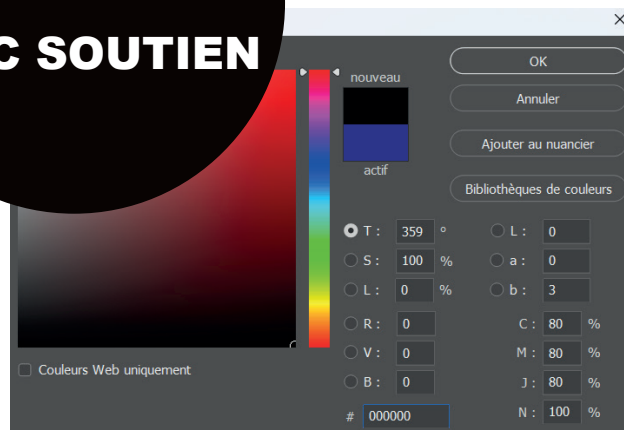 C SOUTIEN
nouveau
actif
OK
Annuler
Ajouter au nuancier
Bibliothèques de couleurs
T : 359 °
S : 100 %
L : 0 %
R : 0
V : 0
B : 0
# 000000
L : 0
a : 0
b : 3
C : 80 %
M : 80 %
J : 80 %
N : 100 %
Couleurs Web uniquement